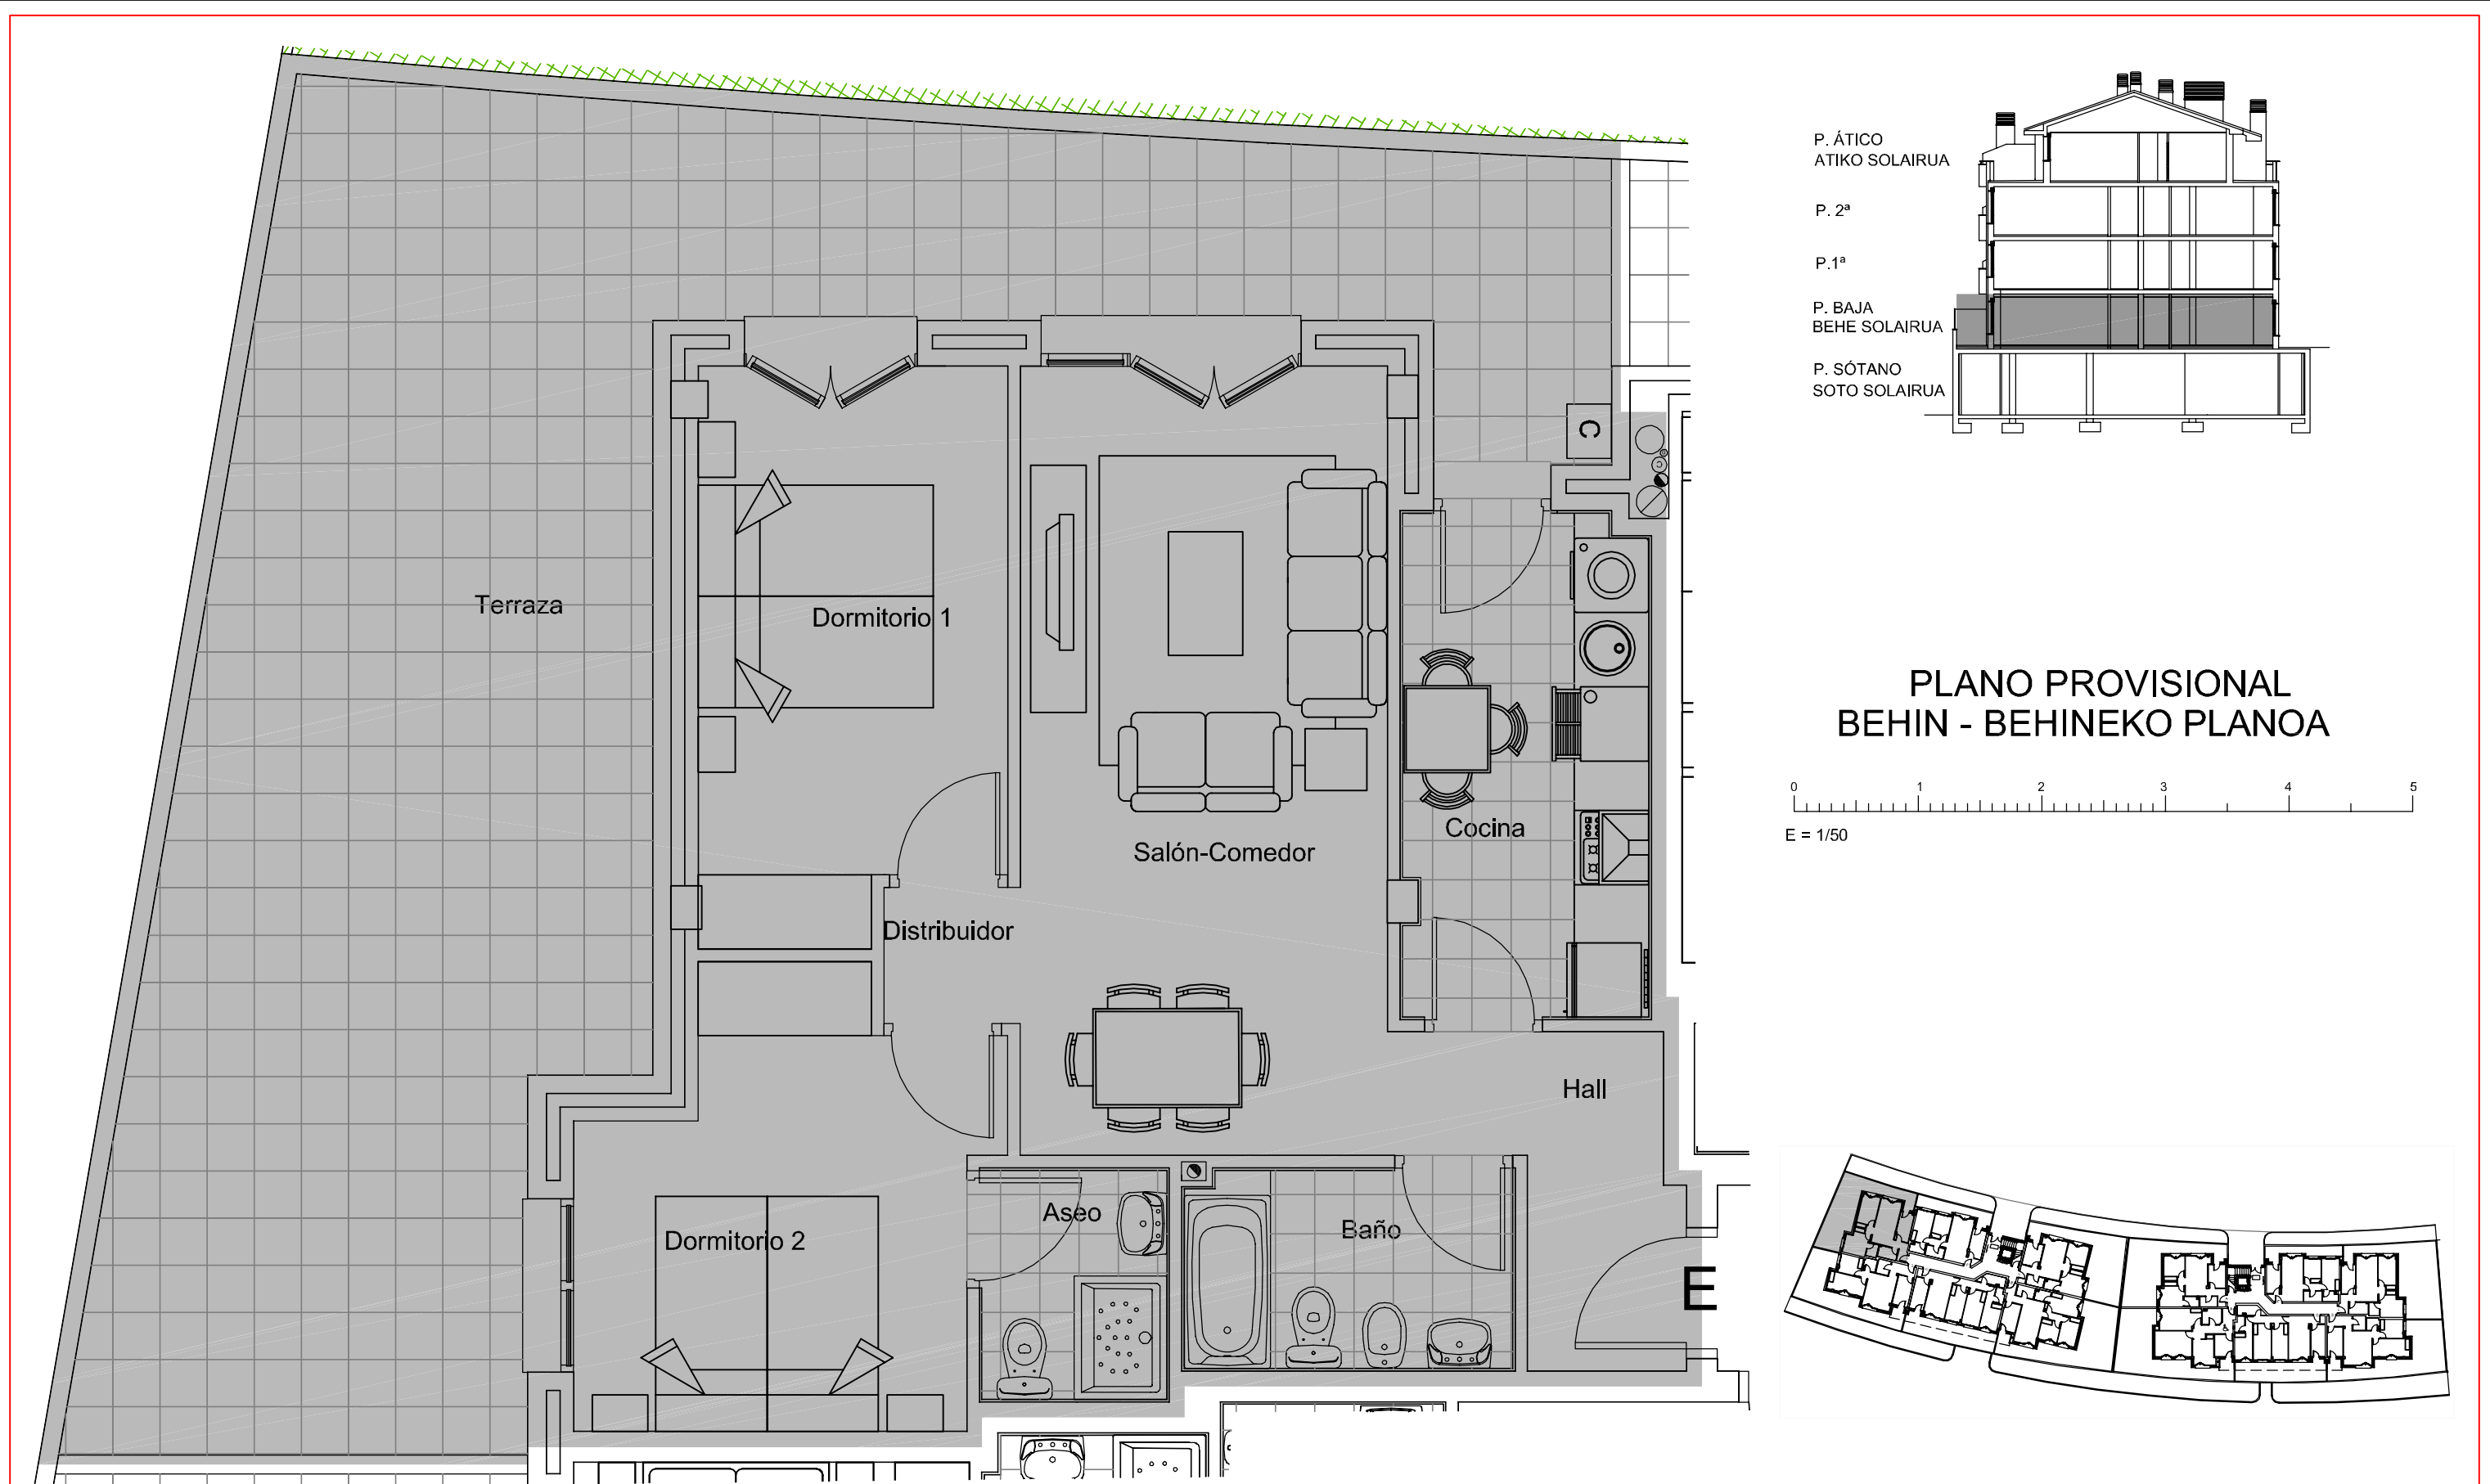 P. ÁTICO
ATIKO SOLAIRUA
P. 2ª
P.1ª
P. BAJA
BEHE SOLAIRUA
P. SÓTANO
SOTO SOLAIRUA
C
Terraza
Dormitorio 1
PLANO PROVISIONAL
BEHIN - BEHINEKO PLANOA
0 1 2 3 4 5
E = 1/50
Cocina
Salón-Comedor
Distribuidor
Hall
Aseo
Baño
Dormitorio 2
E